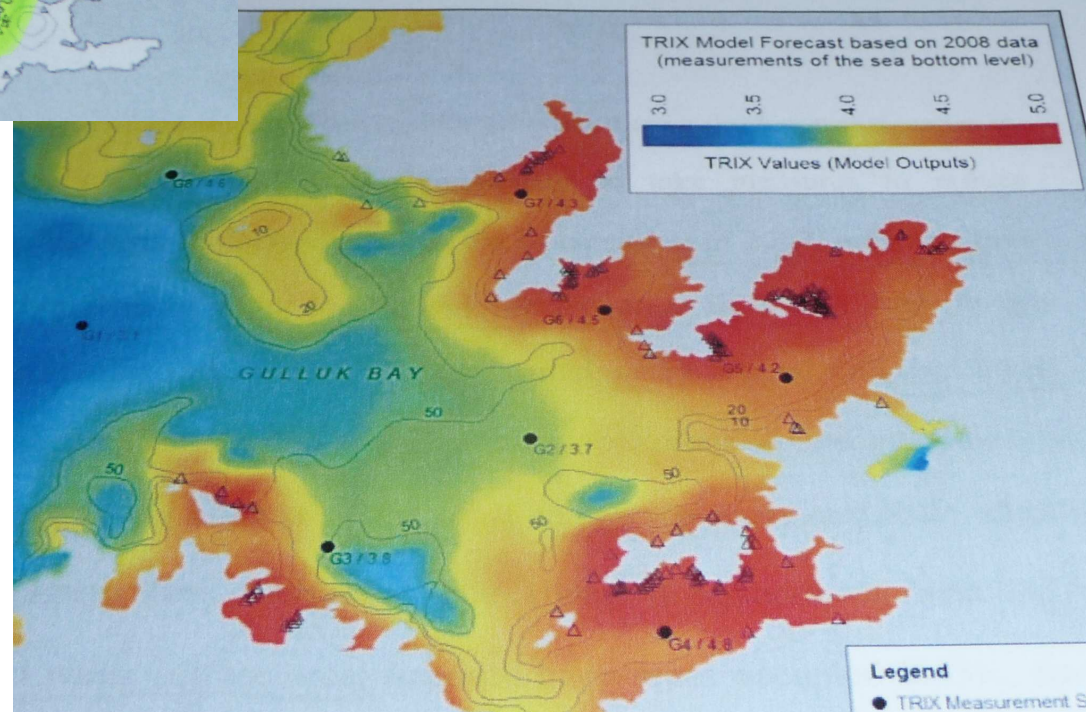 TRIX Model Forecast based on 2008 data
(measurements of the sea bottom level)
3.0 3.5 4.0 4.5 5.0
TRIX Values (Model Outputs)
G8 / 4.6
G7 / 4.3
10
20
G6 / 4.5
GULLUK BAY
G5 / 4.2
50
20
10
G2 / 3.7
50
50
50
50
G3 / 3.8
G4 / 4.8
Legend
TRIX Measurement